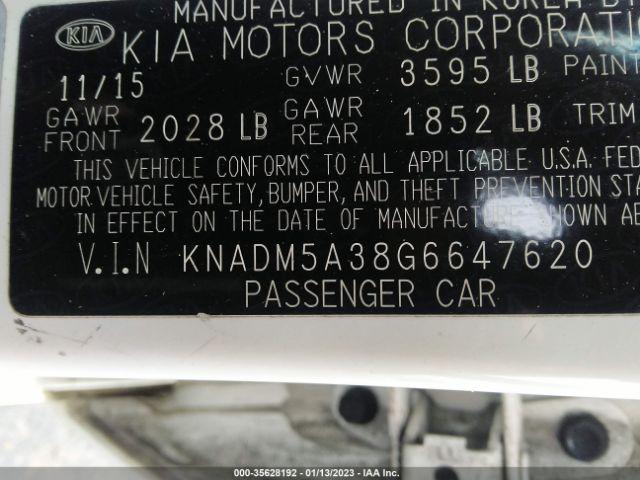 MANUFACTURED IN KOREA BY
KIA KIA MOTORS CORPORATI
11/15 GVWR 3595 LB PAINT
GAWR FRONT 2028 LB GAWR REAR 1852 LB TRIM
THIS VEHICLE CONFORMS TO ALL APPLICABLE U.S.A. FED
MOTOR VEHICLE SAFETY, BUMPER, AND THEFT PREVENTION STA
IN EFFECT ON THE DATE OF MANUFACTURE SHOWN AB
V.I.N KNADM5A38G6647620
PASSENGER CAR
000-35628192 - 01/13/2023 - IAA Inc.